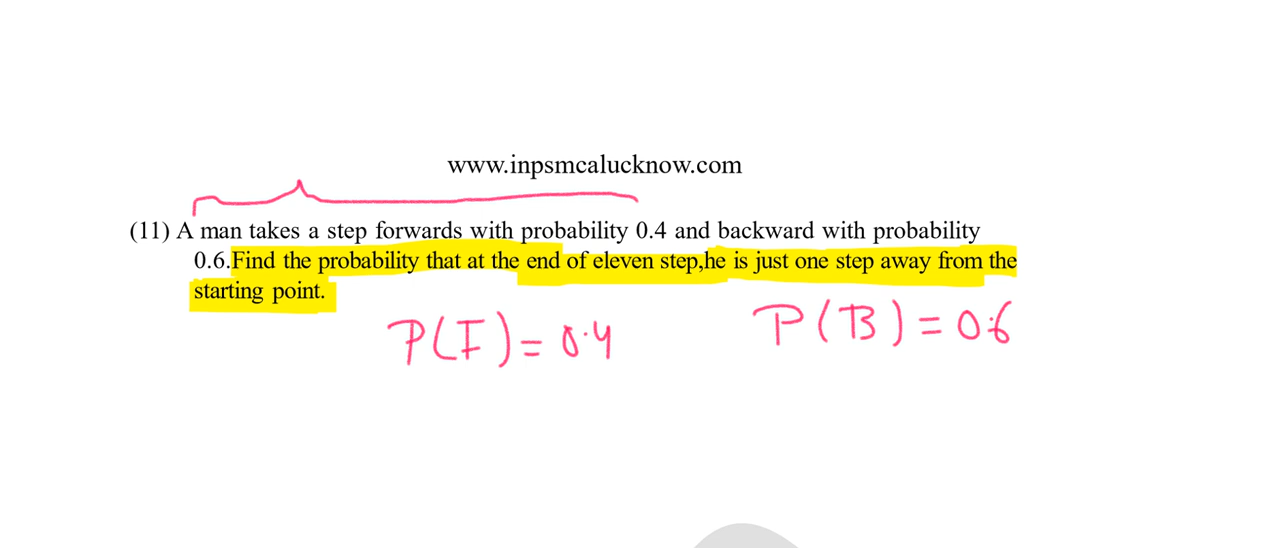 www.inpsmcalucknow.com
(11) A man takes a step forwards with probability 0.4 and backward with probability
0.6.Find the probability that at the end of eleven step,he is just one step away from the
starting point.
P(F) = 0.4 P(B) = 0.6